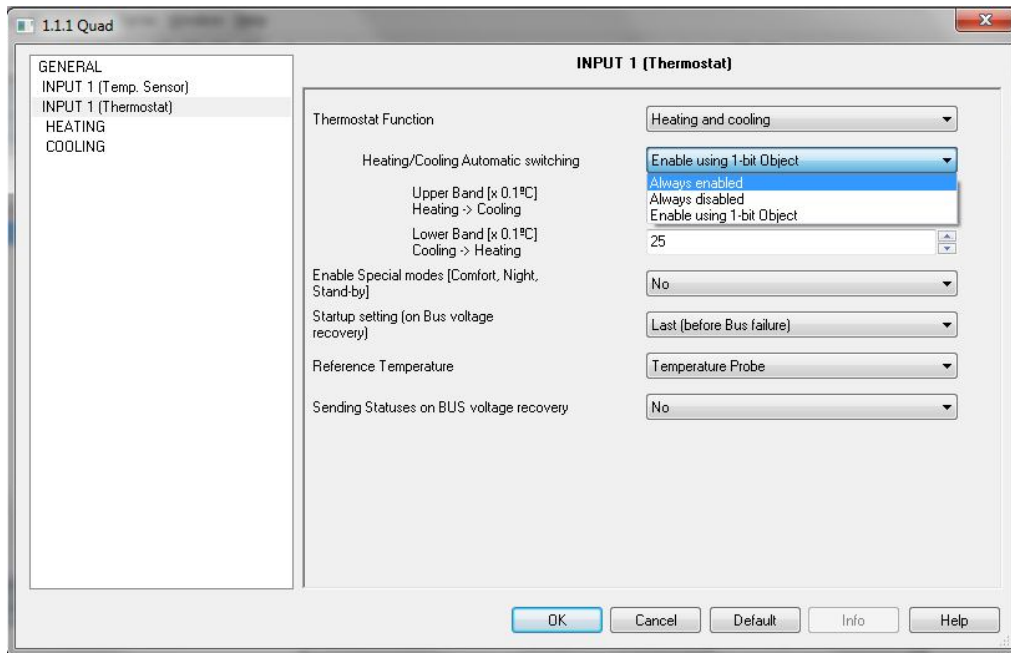 1.1.1 Quad
GENERAL
INPUT 1 (Temp. Sensor)
INPUT 1 (Thermostat)
HEATING
COOLING
INPUT 1 (Thermostat)
Thermostat Function
Heating and cooling
Heating/Cooling Automatic switching
Enable using 1-bit Object
Always enabled
Always disabled
Enable using 1-bit Object
Upper Band [x 0.1ºC]
Heating -> Cooling
Lower Band [x 0.1ºC]
Cooling -> Heating
25
Enable Special modes [Comfort, Night,
Stand-by]
No
Startup setting (on Bus voltage
recovery)
Last (before Bus failure)
Reference Temperature
Temperature Probe
Sending Statuses on BUS voltage recovery
No
OK
Cancel
Default
Info
Help